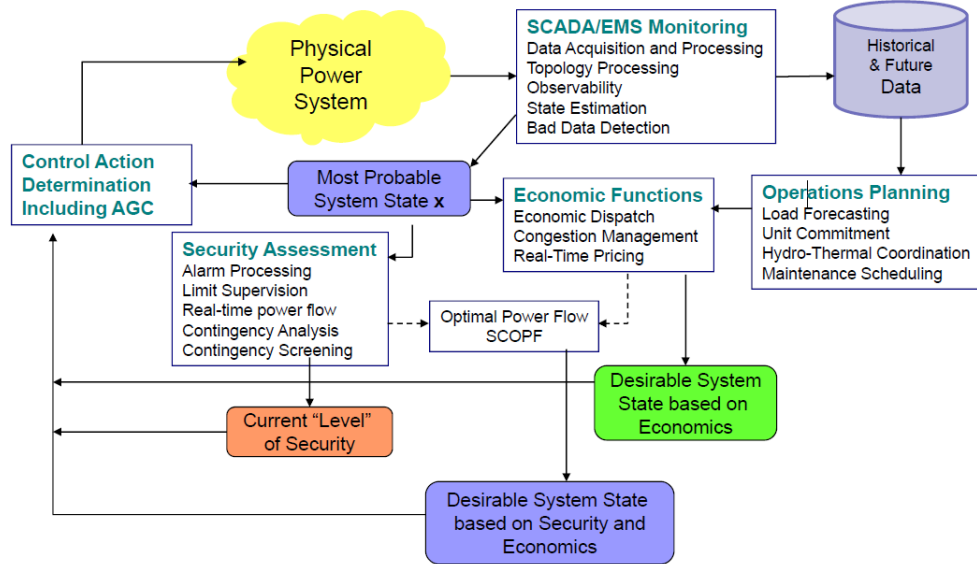 Physical
Power
System
SCADA/EMS Monitoring
Data Acquisition and Processing
Topology Processing
Observability
State Estimation
Bad Data Detection
Historical
& Future
Data
Control Action
Determination
Including AGC
Most Probable
System State x
Economic Functions
Economic Dispatch
Congestion Management
Real-Time Pricing
Operations Planning
Load Forecasting
Unit Commitment
Hydro-Thermal Coordination
Maintenance Scheduling
Security Assessment
Alarm Processing
Limit Supervision
Real-time power flow
Contingency Analysis
Contingency Screening
Optimal Power Flow
SCOPF
Desirable System
State based on
Economics
Current “Level”
of Security
Desirable System State
based on Security and
Economics